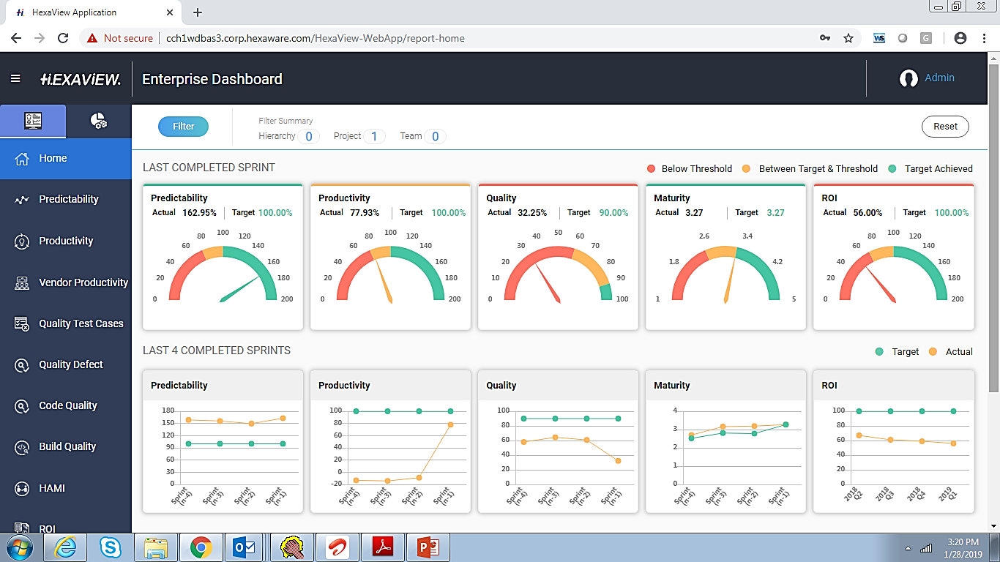 HexaView Application
Not secure
cch1wdbas3.corp.hexaware.com/HexaView-WebApp/report-home
WS
G
HEXAVIEW.
Enterprise Dashboard
Admin
Home
Predictability
Productivity
Vendor Productivity
Quality Test Cases
Quality Defect
Code Quality
Build Quality
HAMI
ROI
Filter
Filter Summary
Hierarchy 0 Project 1 Team 0
Reset
LAST COMPLETED SPRINT
Below Threshold Between Target & Threshold Target Achieved
Predictability
Actual 162.95% Target 100.00%
0 20 40 60 80 100 120 140 160 180 200
Productivity
Actual 77.93% Target 100.00%
0 20 40 60 80 100 120 140 160 180 200
Quality
Actual 32.25% Target 90.00%
0 10 20 30 40 50 60 70 80 90 100
Maturity
Actual 3.27 Target 3.27
1 1.8 2.6 3.4 4.2 5
ROI
Actual 56.00% Target 100.00%
0 20 40 60 80 100 120 140 160 180 200
LAST 4 COMPLETED SPRINTS
Target Actual
Predictability
180
150
120
90
60
30
0
Sprint (n-4) Sprint (n-3) Sprint (n-2) Sprint (n-1)
Productivity
100
80
60
40
20
0
-20
Sprint (n-4) Sprint (n-3) Sprint (n-2) Sprint (n-1)
Quality
100
80
60
40
20
0
Sprint (n-4) Sprint (n-3) Sprint (n-2) Sprint (n-1)
Maturity
4
3
2
1
0
Sprint (n-4) Sprint (n-3) Sprint (n-2) Sprint (n-1)
ROI
100
80
60
40
20
0
2018 Q2 2018 Q3 2018 Q4 2019 Q1
3:20 PM
1/28/2019